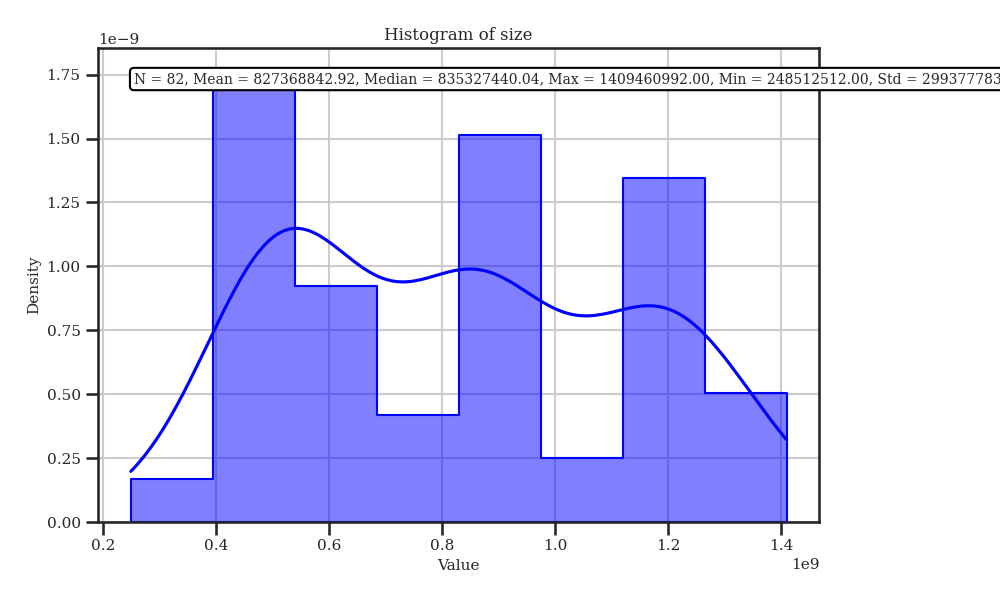 Histogram of size
1e−9
N = 82, Mean = 827368842.92, Median = 835327440.04, Max = 1409460992.00, Min = 248512512.00, Std = 299377783
1.75
1.50
1.25
1.00
0.75
0.50
0.25
0.00
Density
0.2 0.4 0.6 0.8 1.0 1.2 1.4
Value
1e9